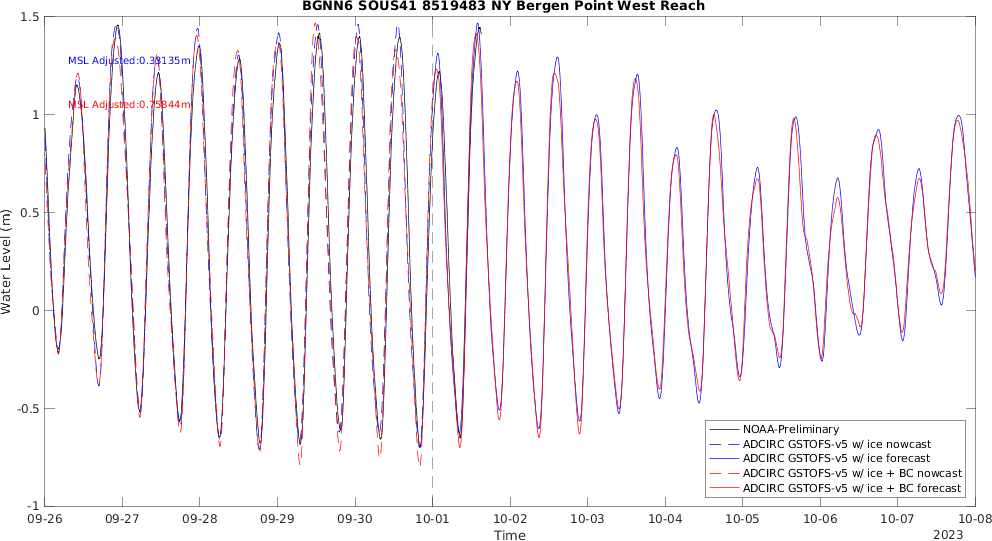 BGNN6 SOUS41 8519483 NY Bergen Point West Reach
1.5
1
0.5
0
-0.5
-1
Water Level (m)
MSL Adjusted:0.33135m
MSL Adjusted:0.75844m
NOAA-Preliminary
ADCIRC GSTOFS-v5 w/ ice nowcast
ADCIRC GSTOFS-v5 w/ ice forecast
ADCIRC GSTOFS-v5 w/ ice + BC nowcast
ADCIRC GSTOFS-v5 w/ ice + BC forecast
09-26 09-27 09-28 09-29 09-30 10-01 10-02 10-03 10-04 10-05 10-06 10-07 10-08
Time
2023